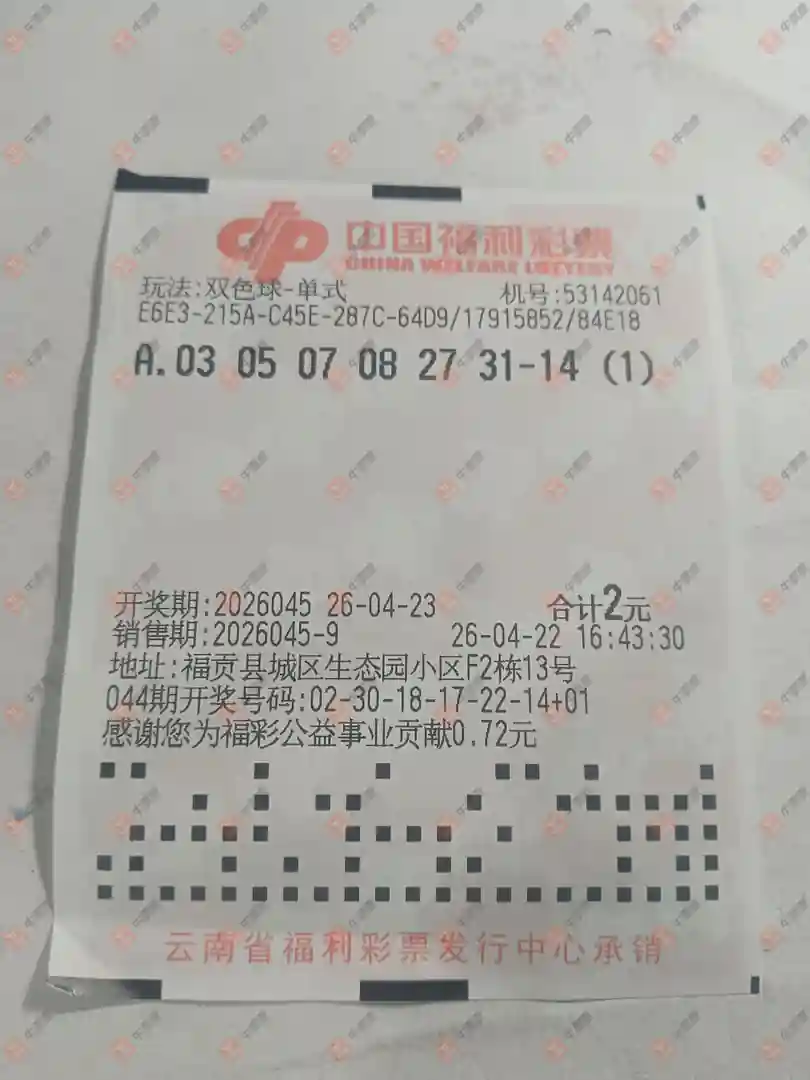 中国福利彩票
CHINA WELFARE LOTTERY
玩法:双色球-单式 机号:53142061
E6E3-215A-C45E-287C-64D9/17915852/84E18
A.03 05 07 08 27 31-14 (1)
开奖期:2026045 26-04-23 合计2元
销售期:2026045-9 26-04-22 16:43:30
地址:福贡县城区生态园小区F2栋13号
044期开奖号码:02-30-18-17-22-14+01
感谢您为福彩公益事业贡献0.72元
云南省福利彩票发行中心承销